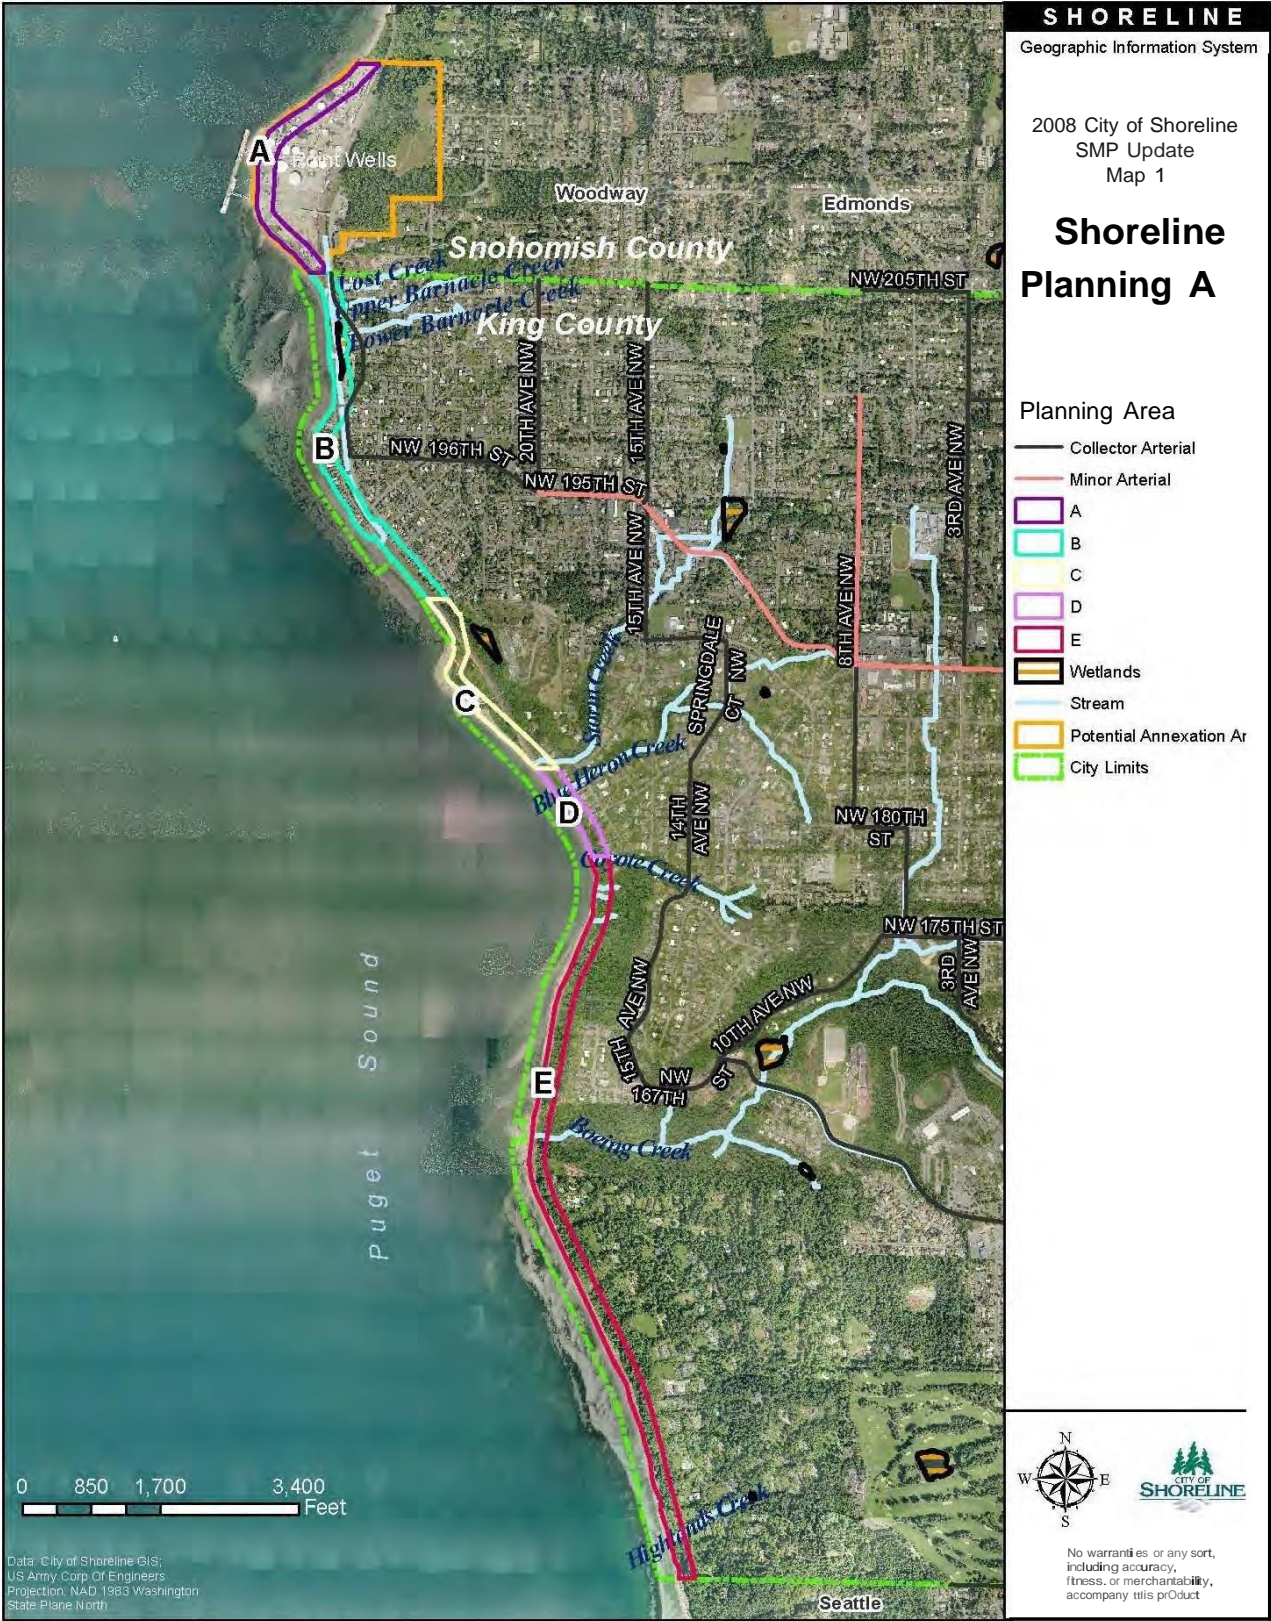 SHORELINE
Geographic Information System
2008 City of Shoreline
SMP Update
Map 1
Shoreline
Planning A
Planning Area
Collector Arterial
Minor Arterial
A
B
C
D
E
Wetlands
Stream
Potential Annexation Ar
City Limits
N
W
E
S
CITY OF
SHORELINE
No warranties or any sort,
including accuracy,
fitness. or merchantability,
accompany ttlis prOduct
A
Point Wells
Woodway
Edmonds
Snohomish County
Lost Creek
Upper Barnacle Creek
Lower Barnacle Creek
King County
NW 205TH ST
20TH AVE NW
15TH AVE NW
B
NW 196TH ST
NW 195TH ST
3RD AVE NW
15TH AVE NW
8TH AVE NW
SPRINGDALE
CT NW
Storm Creek
C
Blue Heron Creek
D
14TH
AVE NW
NW 180TH
ST
Coyote Creek
NW 175TH ST
3RD
AVE NW
15TH AVE NW
10TH AVE NW
NW
167TH
ST
E
Boeing Creek
Puget Sound
Highlands Creek
Seattle
0 850 1,700 3,400
Feet
Data: City of Shoreline GIS;
US Army Corp Of Engineers
Projection: NAD 1983 Washington
State Plane North